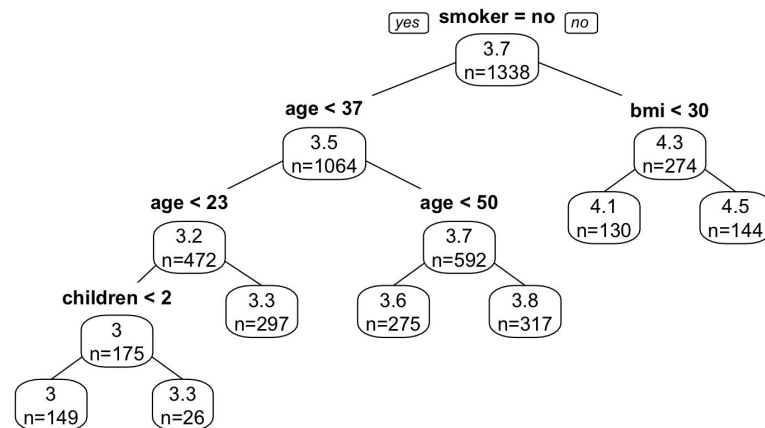 yes smoker = no no
3.7
n=1338
age < 37
bmi < 30
3.5
n=1064
4.3
n=274
age < 23
age < 50
4.1
n=130
4.5
n=144
3.2
n=472
3.7
n=592
children < 2
3.3
n=297
3.6
n=275
3.8
n=317
3
n=175
3
n=149
3.3
n=26